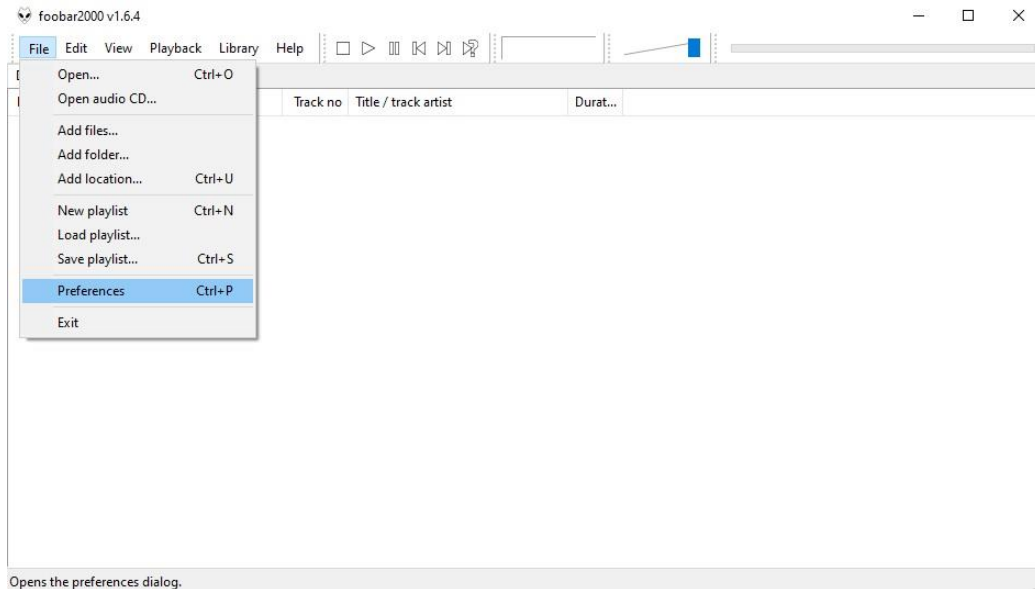 foobar2000 v1.6.4
File Edit View Playback Library Help
Open... Ctrl+O
Open audio CD...
Track no Title / track artist Durat...
Add files...
Add folder...
Add location... Ctrl+U
New playlist Ctrl+N
Load playlist...
Save playlist... Ctrl+S
Preferences Ctrl+P
Exit
Opens the preferences dialog.